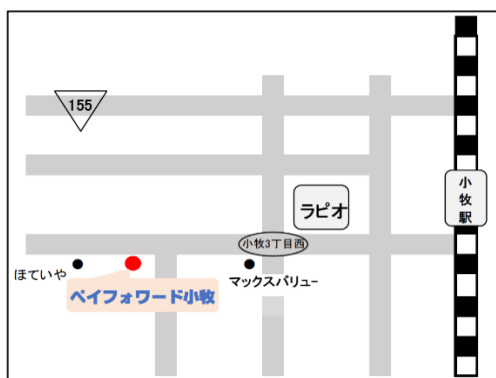 155
ラピオ
小牧駅
小牧3丁目西
ほていや
マックスバリュー
ペイフォワード小牧